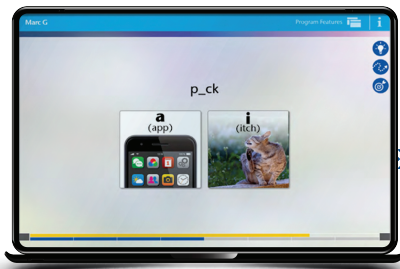 Marc G
Program Features
i
p_ck
a
(app)
i
(itch)